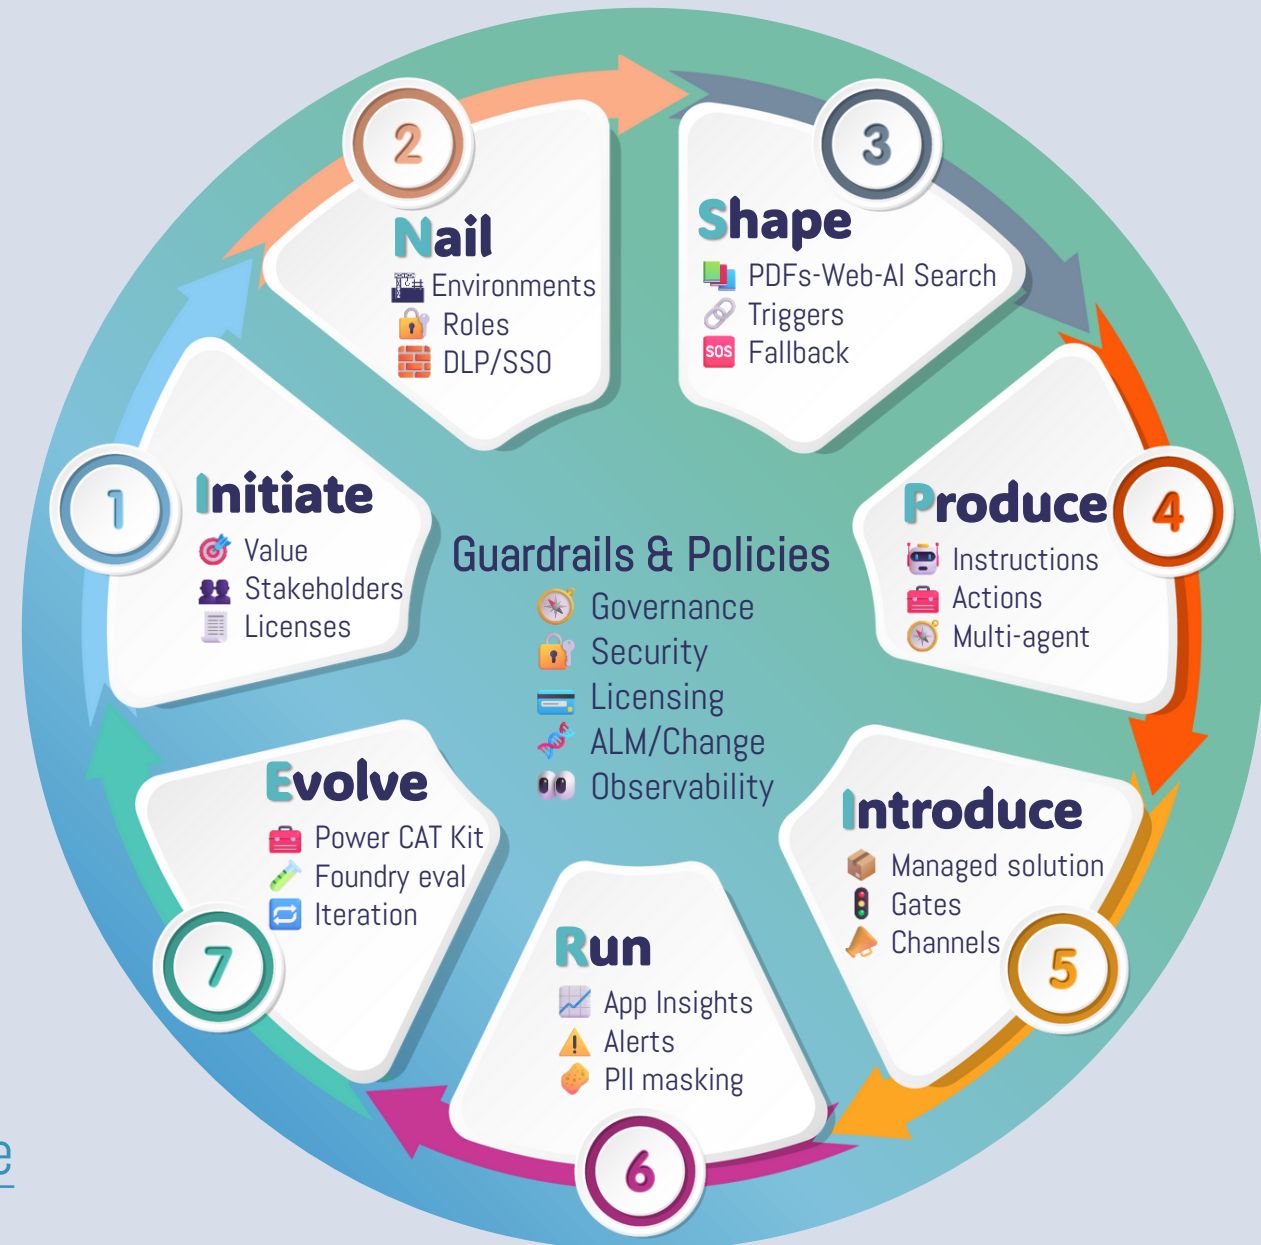 1
Initiate
Value
Stakeholders
Licenses
2
Nail
Environments
Roles
DLP/SSO
3
Shape
PDFs-Web-AI Search
Triggers
SOS
Fallback
4
Produce
Instructions
Actions
Multi-agent
5
Introduce
Managed solution
Gates
Channels
6
Run
App Insights
Alerts
PII masking
7
Evolve
Power CAT Kit
Foundry eval
Iteration
Guardrails & Policies
Governance
Security
Licensing
ALM/Change
Observability
e